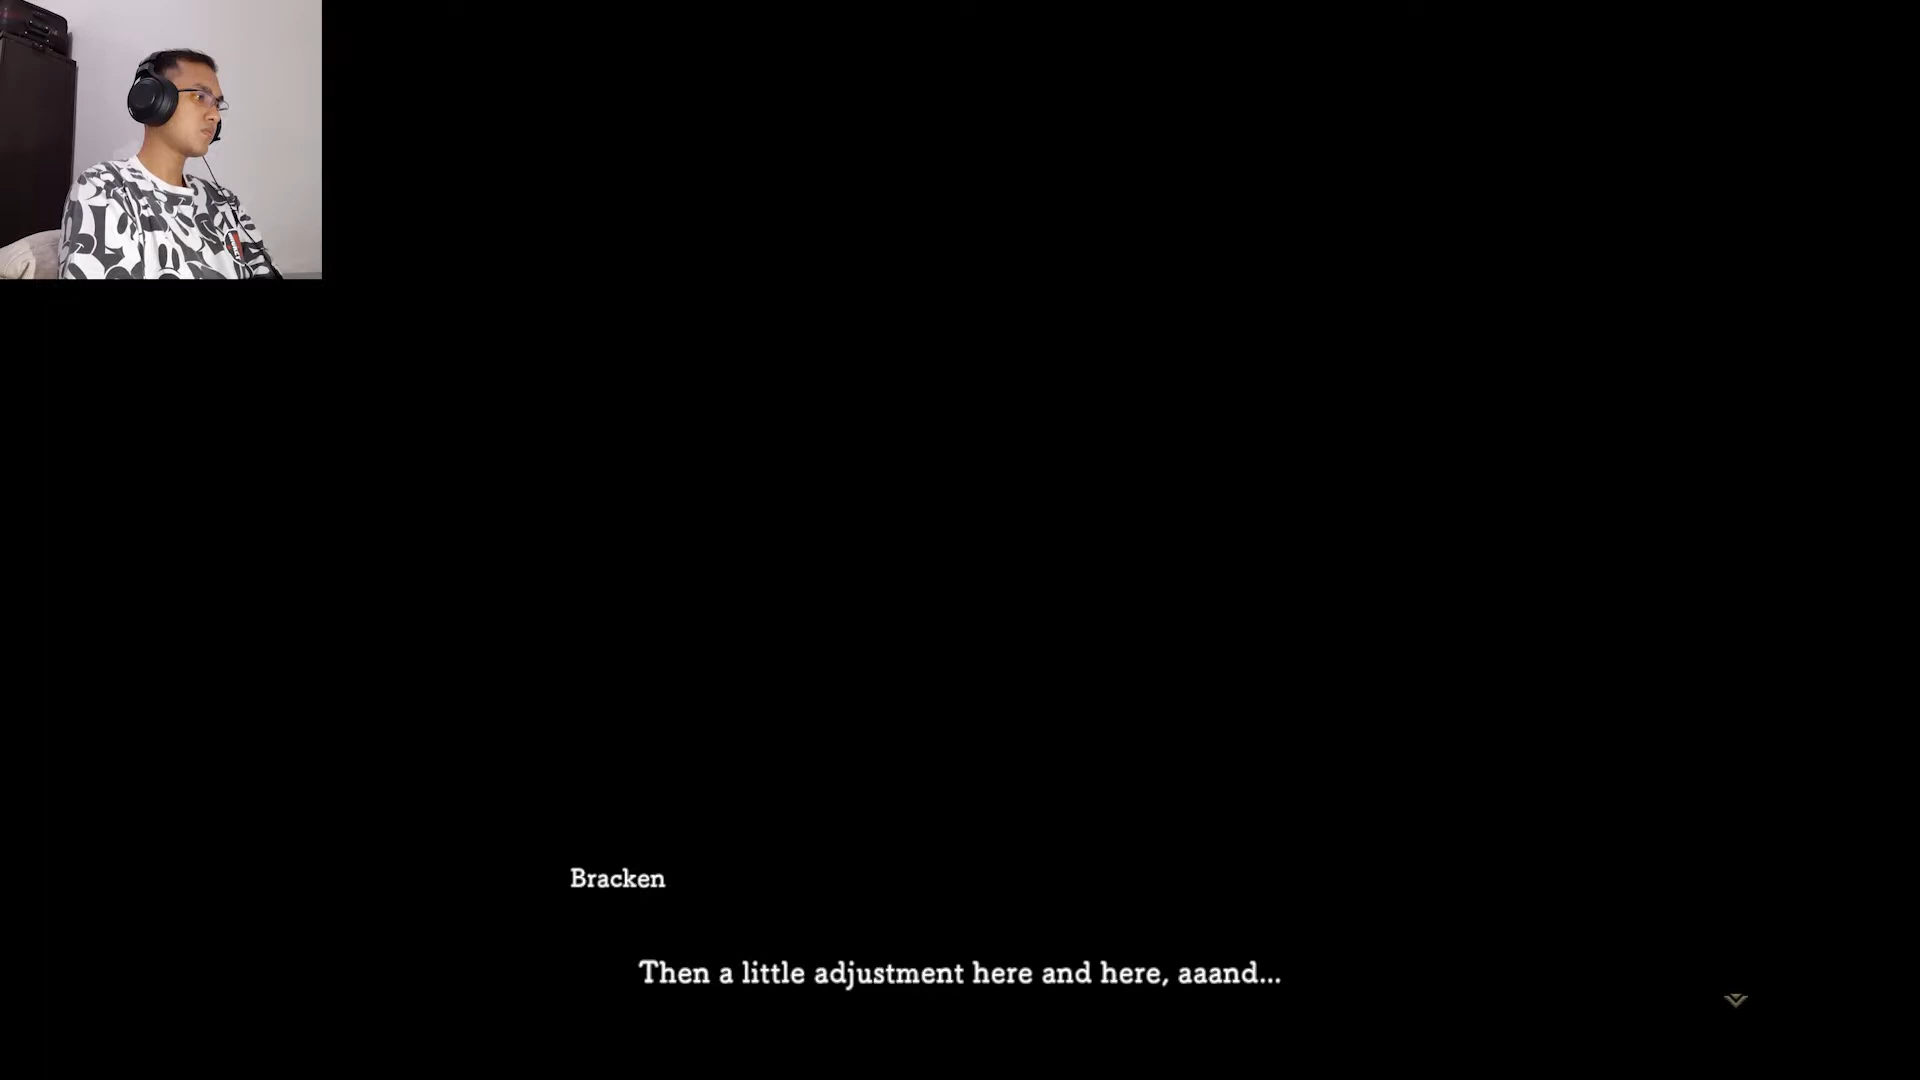 Bracken
Then a little adjustment here and here, aaand...